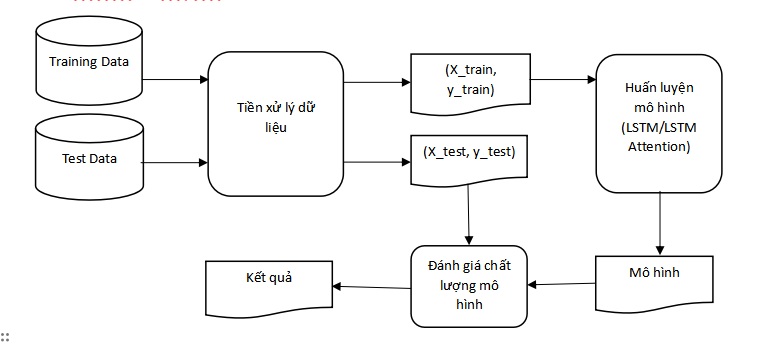 Training Data
Test Data
Tiền xử lý dữ
liệu
(X_train,
y_train)
(X_test, y_test)
Huấn luyện
mô hình
(LSTM/LSTM
Attention)
Kết quả
Đánh giá chất
lượng mô
hình
Mô hình